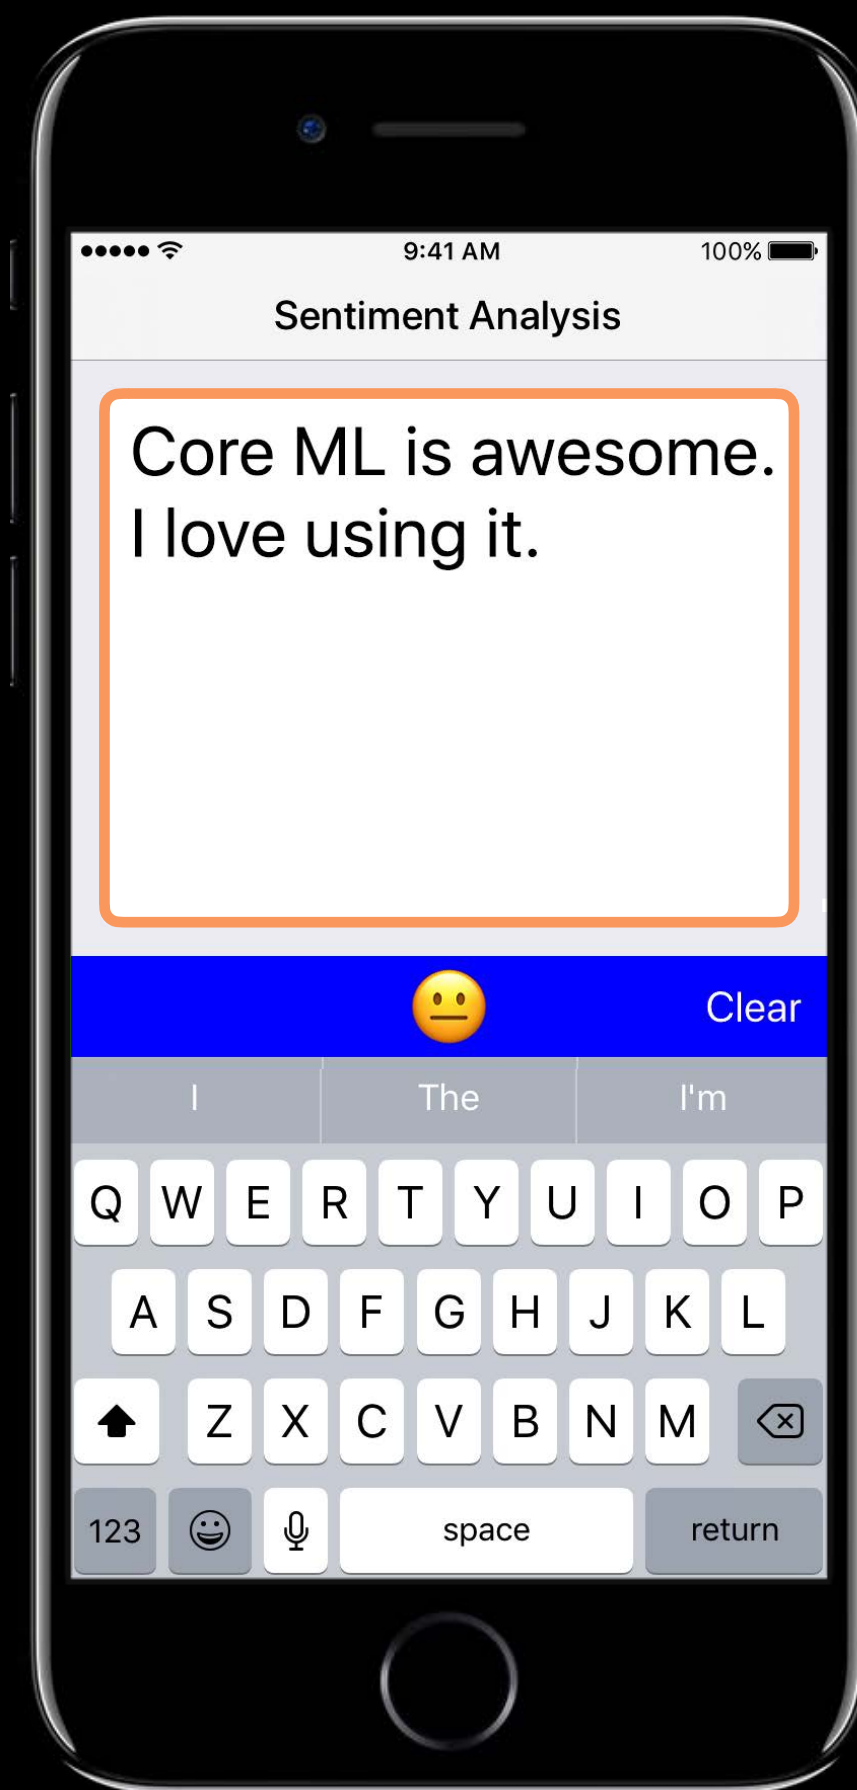 9:41 AM 100%
Sentiment Analysis
Core ML is awesome.
I love using it.
Clear
I The I'm
Q W E R T Y U I O P
A S D F G H J K L
Z X C V B N M
123 space return